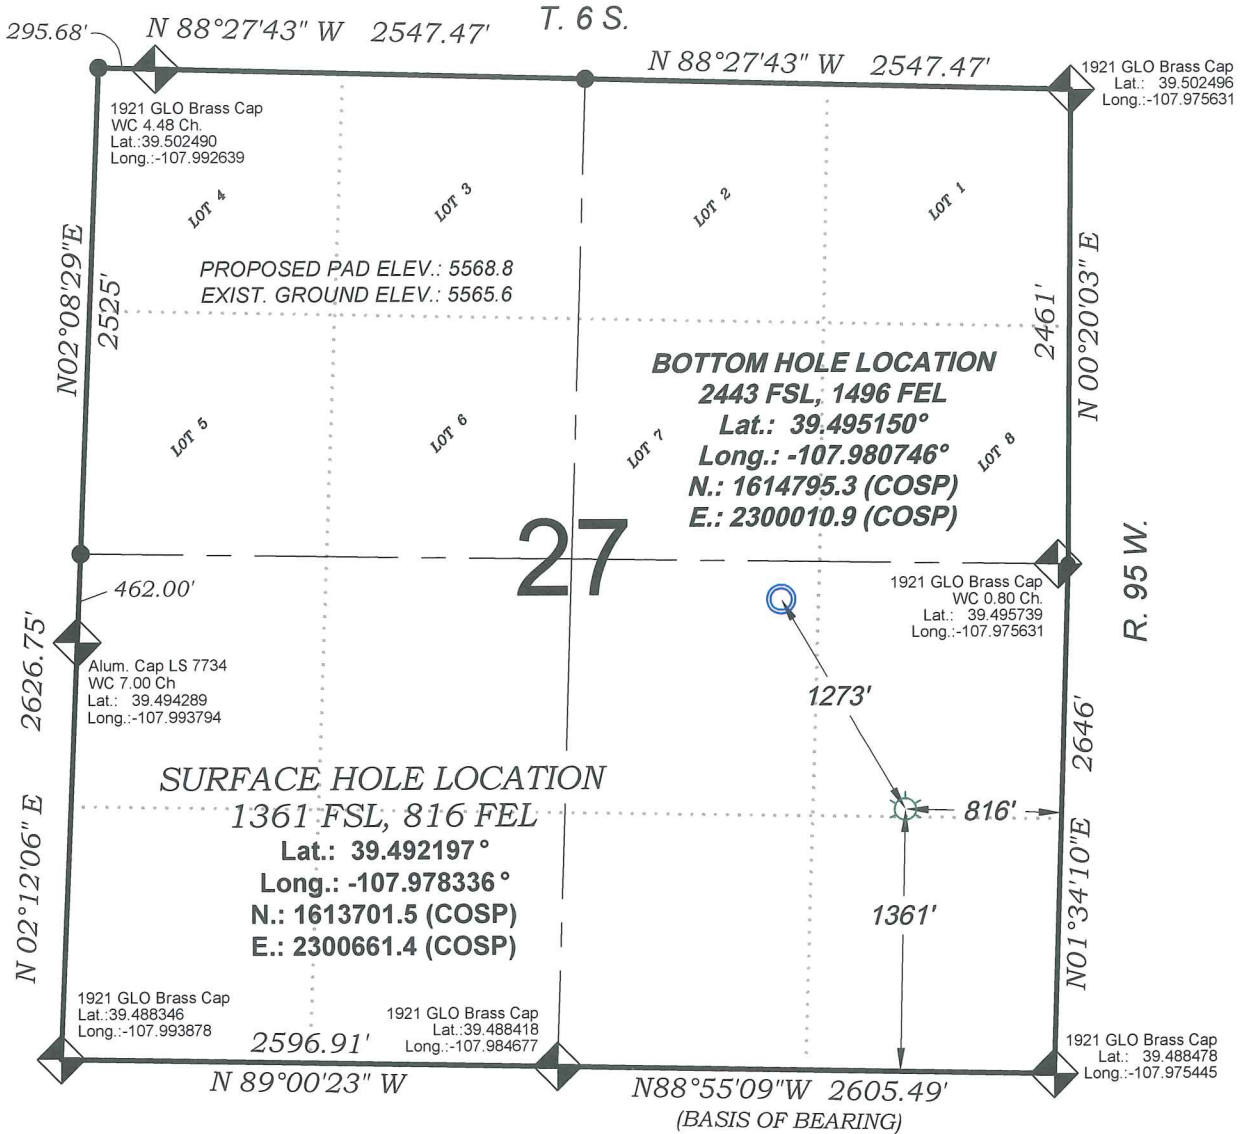 T. 6 S.
295.68'
N 88°27'43" W 2547.47'
N 88°27'43" W 2547.47'
1921 GLO Brass Cap
Lat.: 39.502496
Long.:-107.975631
1921 GLO Brass Cap
WC 4.48 Ch.
Lat.:39.502490
Long.:-107.992639
LOT 4
LOT 3
LOT 2
LOT 1
N02°08'29"E
2525'
PROPOSED PAD ELEV.: 5568.8
EXIST. GROUND ELEV.: 5565.6
2461'
N 00°20'03" E
BOTTOM HOLE LOCATION
2443 FSL, 1496 FEL
Lat.: 39.495150°
Long.: -107.980746°
N.: 1614795.3 (COSP)
E.: 2300010.9 (COSP)
LOT 5
LOT 6
LOT 7
LOT 8
27
R. 95 W.
462.00'
1921 GLO Brass Cap
WC 0.80 Ch.
Lat.: 39.495739
Long.:-107.975631
2626.75'
Alum. Cap LS 7734
WC 7.00 Ch
Lat.: 39.494289
Long.:-107.993794
1273'
2646'
SURFACE HOLE LOCATION
1361 FSL, 816 FEL
Lat.: 39.492197°
Long.: -107.978336°
N.: 1613701.5 (COSP)
E.: 2300661.4 (COSP)
816'
1361'
N 02°12'06" E
N01°34'10"E
1921 GLO Brass Cap
Lat.:39.488346
Long.:-107.993878
1921 GLO Brass Cap
Lat.:39.488418
Long.:-107.984677
1921 GLO Brass Cap
Lat.: 39.488478
Long.:-107.975445
2596.91'
N 89°00'23" W
N88°55'09"W 2605.49'
(BASIS OF BEARING)